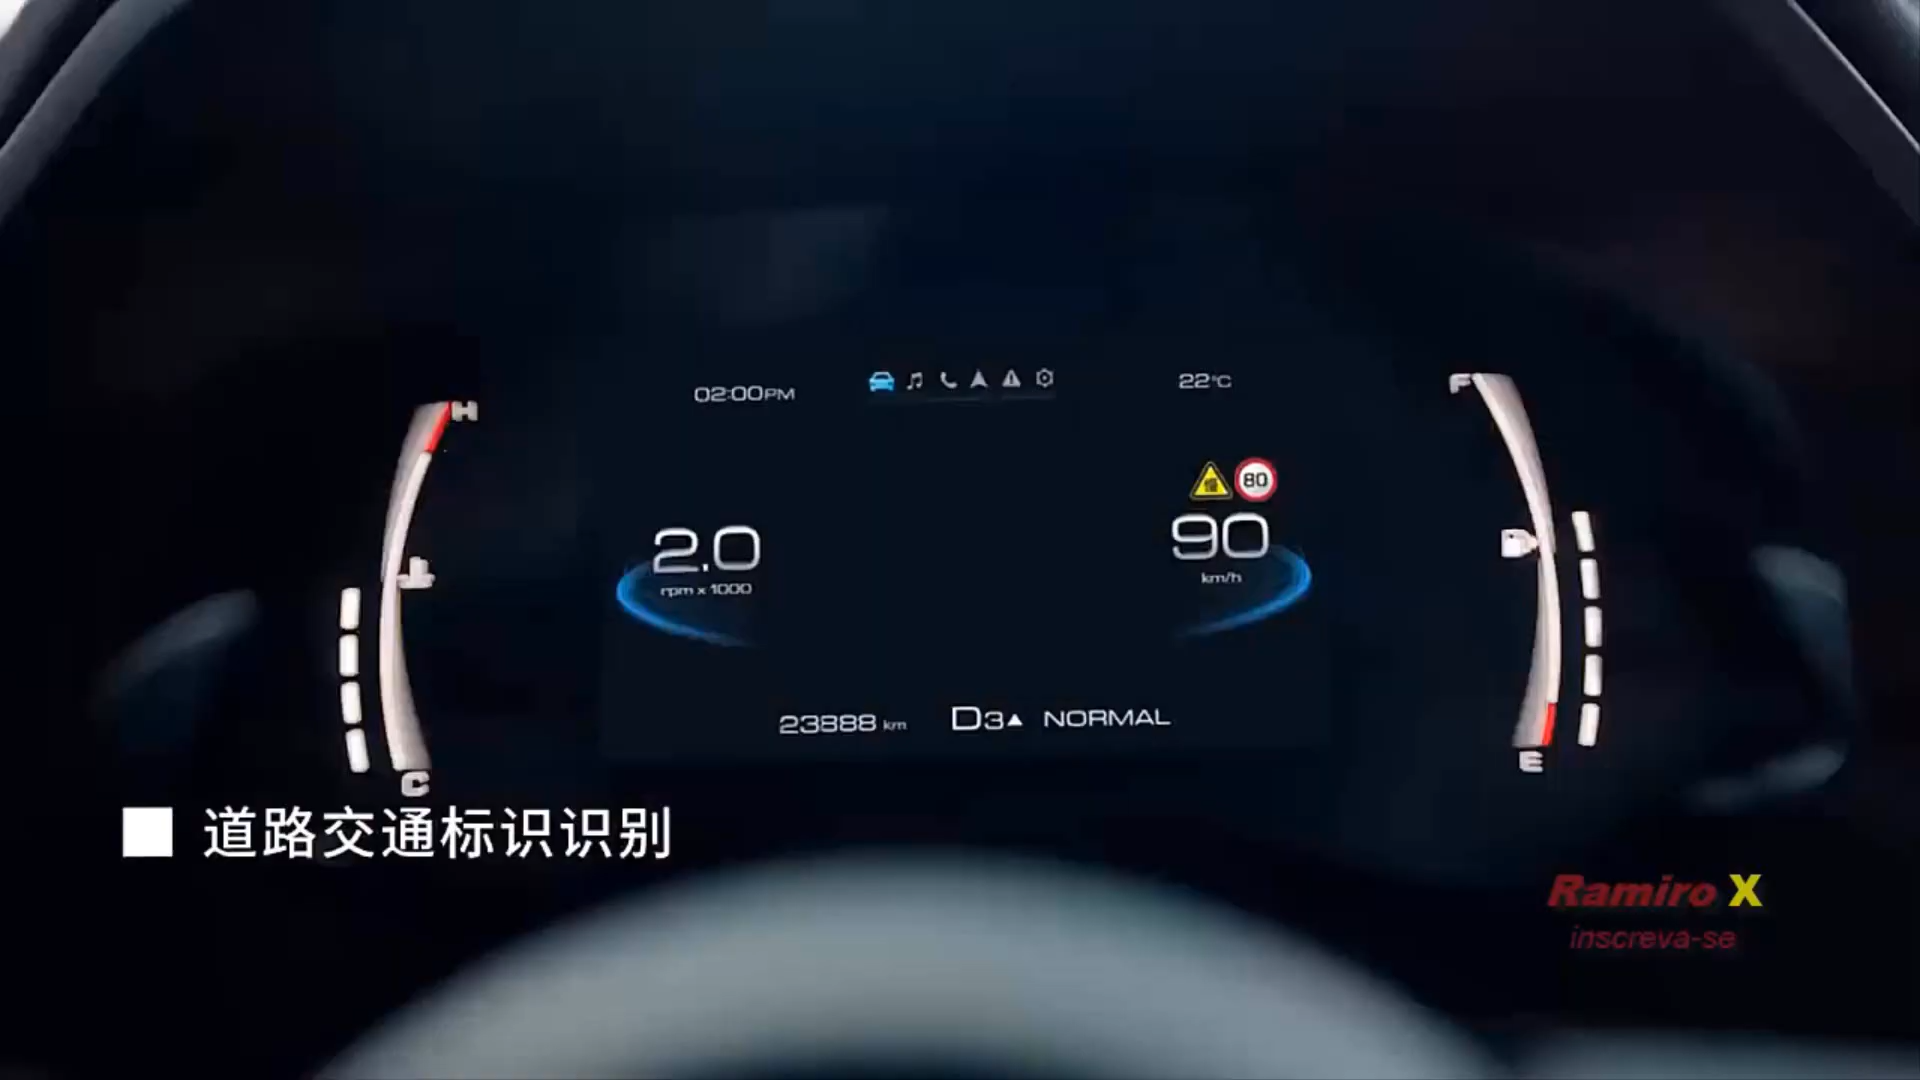 02:00PM
22°C
H
F
80
2.0
rpm x 1000
90
km/h
23888 km
D3▲ NORMAL
C
E
道路交通标识识别
Ramiro X
inscreva-se